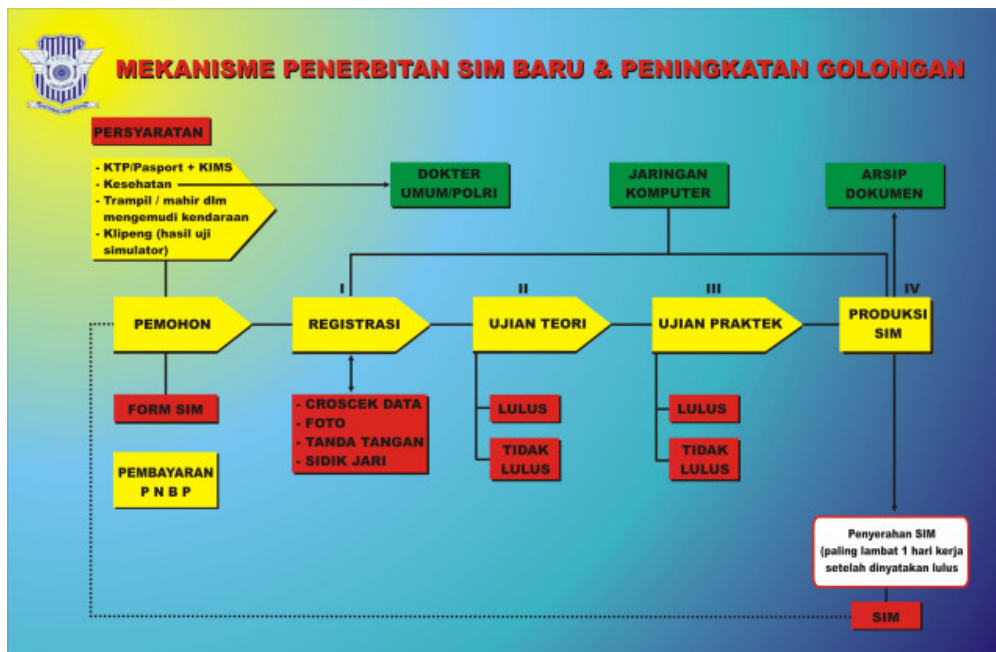 MEKANISME PENERBITAN SIM BARU & PENINGKATAN GOLONGAN
PERSYARATAN
- KTP/Pasport + KIMS
- Kesehatan
- Trampil / mahir dlm
mengemudi kendaraan
- Klipeng (hasil uji
simulator)
DOKTER
UMUM/POLRI
JARINGAN
KOMPUTER
ARSIP
DOKUMEN
PEMOHON
I
REGISTRASI
II
UJIAN TEORI
III
UJIAN PRAKTEK
IV
PRODUKSI
SIM
FORM SIM
PEMBAYARAN
P N B P
- CROSCEK DATA
- FOTO
- TANDA TANGAN
- SIDIK JARI
LULUS
TIDAK
LULUS
LULUS
TIDAK
LULUS
Penyerahan SIM
(paling lambat 1 hari kerja
setelah dinyatakan lulus
SIM